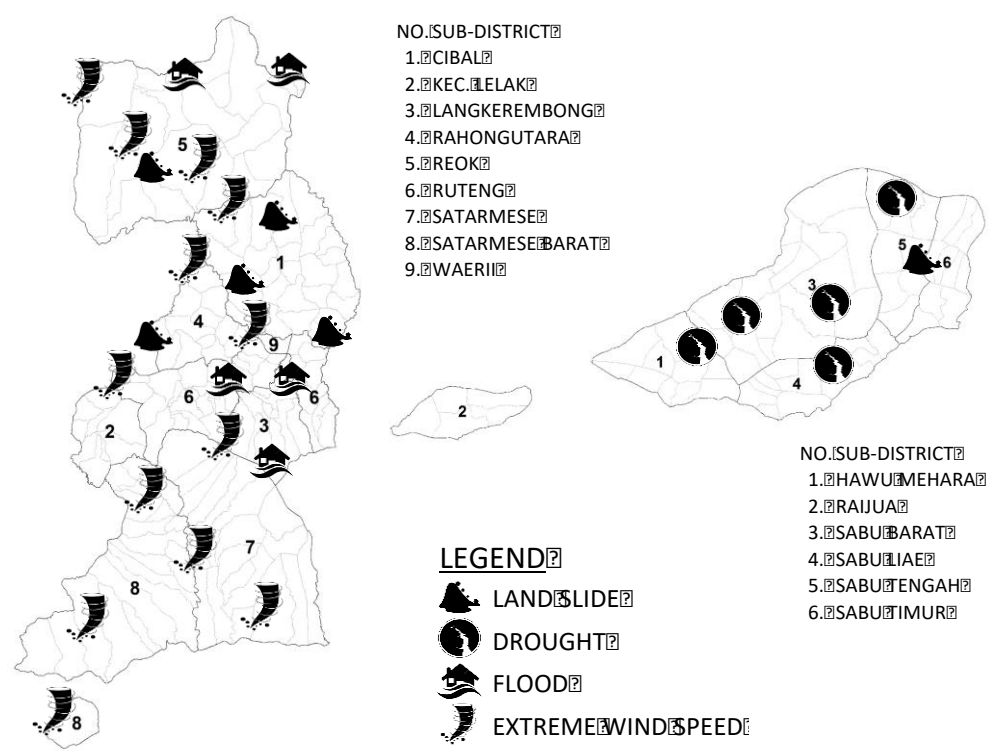 NO. SUB-DISTRICT
1. CIBAL
2. KEC. LELAK
3. LANGKEREMBONG
4. RAHONGUTARA
5. REOK
6. RUTENG
7. SATARMESE
8. SATARMESE BARAT
9. WAERII
5
1
4
9
6
6
2
3
7
8
8
2
5
6
3
1
4
NO. SUB-DISTRICT
1. HAWU MEHARA
2. RAIJUA
3. SABU BARAT
4. SABU LIAE
5. SABU TENGAH
6. SABU TIMUR
LEGEND
LAND SLIDE
DROUGHT
FLOOD
EXTREME WIND SPEED